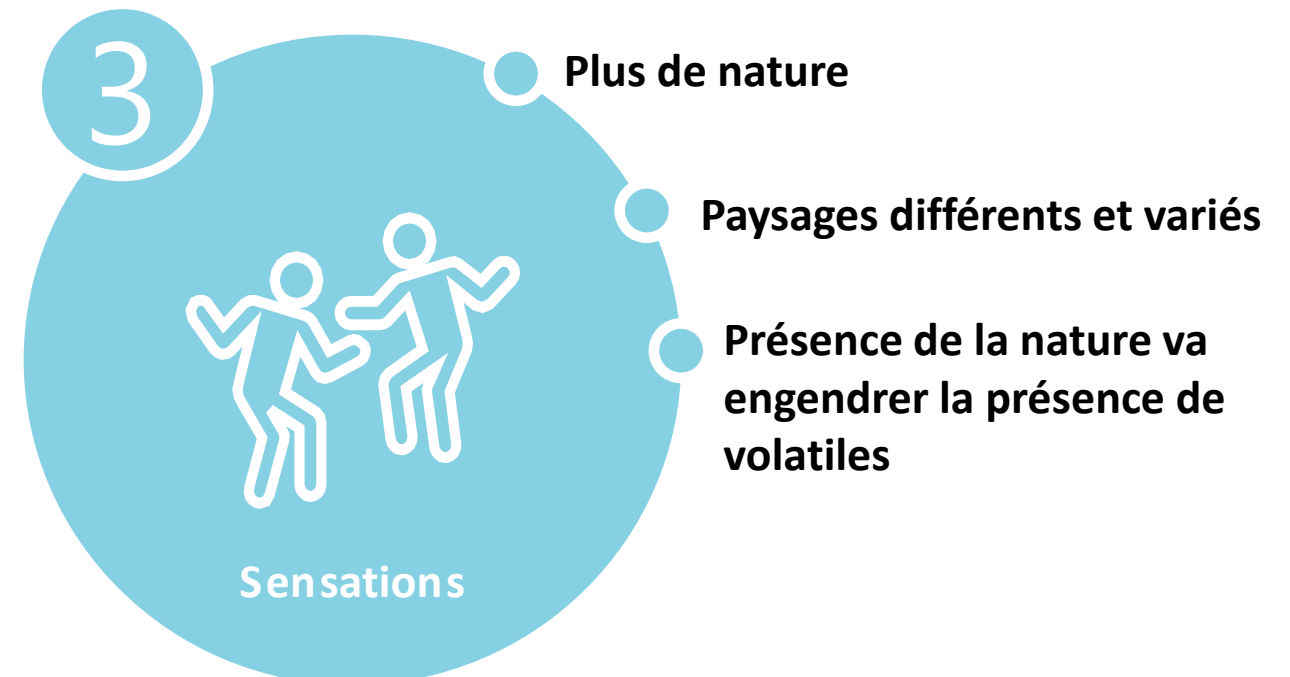 3
Plus de nature
Paysages différents et variés
Présence de la nature va
engendrer la présence de
volatiles
Sensations